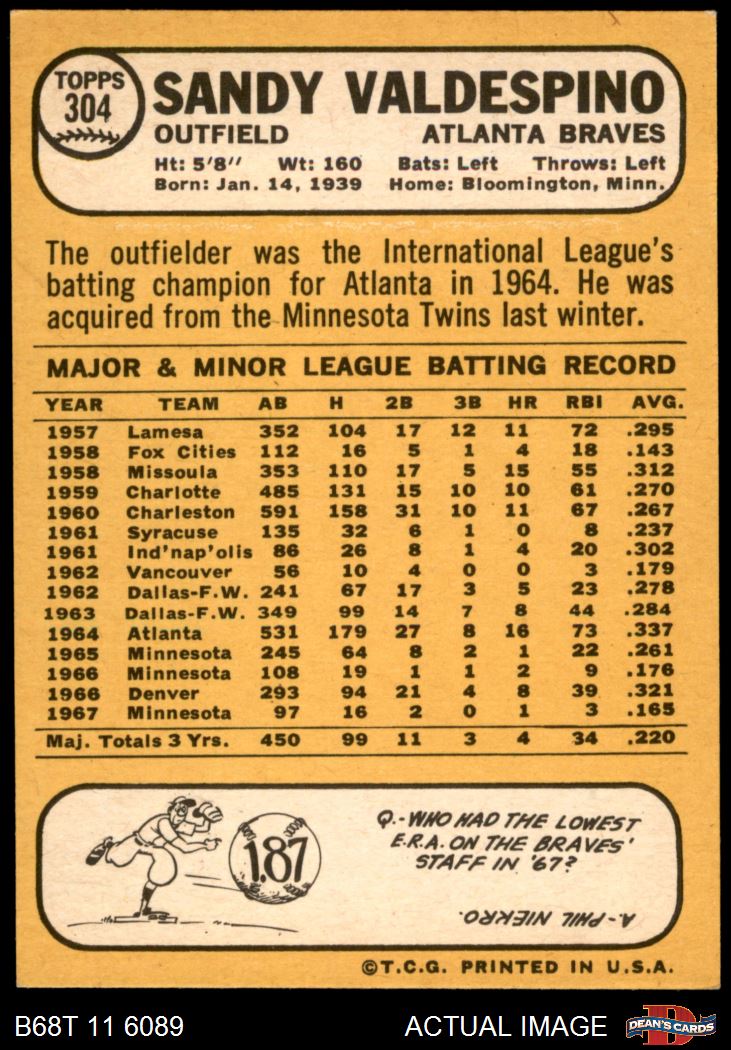 TOPPS
304
SANDY VALDESPINO
OUTFIELD ATLANTA BRAVES
Ht: 5'8" Wt: 160 Bats: Left Throws: Left
Born: Jan. 14, 1939 Home: Bloomington, Minn.
The outfielder was the International League's
batting champion for Atlanta in 1964. He was
acquired from the Minnesota Twins last winter.
MAJOR & MINOR LEAGUE BATTING RECORD
YEAR TEAM AB H 2B 3B HR RBI AVG.
1957 Lamesa 352 104 17 12 11 72 .295
1958 Fox Cities 112 16 5 1 4 18 .143
1958 Missoula 353 110 17 5 15 55 .312
1959 Charlotte 485 131 15 10 10 61 .270
1960 Charleston 591 158 31 10 11 67 .267
1961 Syracuse 135 32 6 1 0 8 .237
1961 Ind'nap'olis 86 26 8 1 4 20 .302
1962 Vancouver 56 10 4 0 0 3 .179
1962 Dallas-F.W. 241 67 17 3 5 23 .278
1963 Dallas-F.W. 349 99 14 7 8 44 .284
1964 Atlanta 531 179 27 8 16 73 .337
1965 Minnesota 245 64 8 2 1 22 .261
1966 Minnesota 108 19 1 1 2 9 .176
1966 Denver 293 94 21 4 8 39 .321
1967 Minnesota 97 16 2 0 1 3 .165
Maj. Totals 3 Yrs. 450 99 11 3 4 34 .220
1.87
Q.-WHO HAD THE LOWEST
E.R.A. ON THE BRAVES'
STAFF IN '67?
A.-PHIL NIEKRO.
©T.C.G. PRINTED IN U.S.A.
B68T 11 6089 ACTUAL IMAGE DEAN'S CARDS